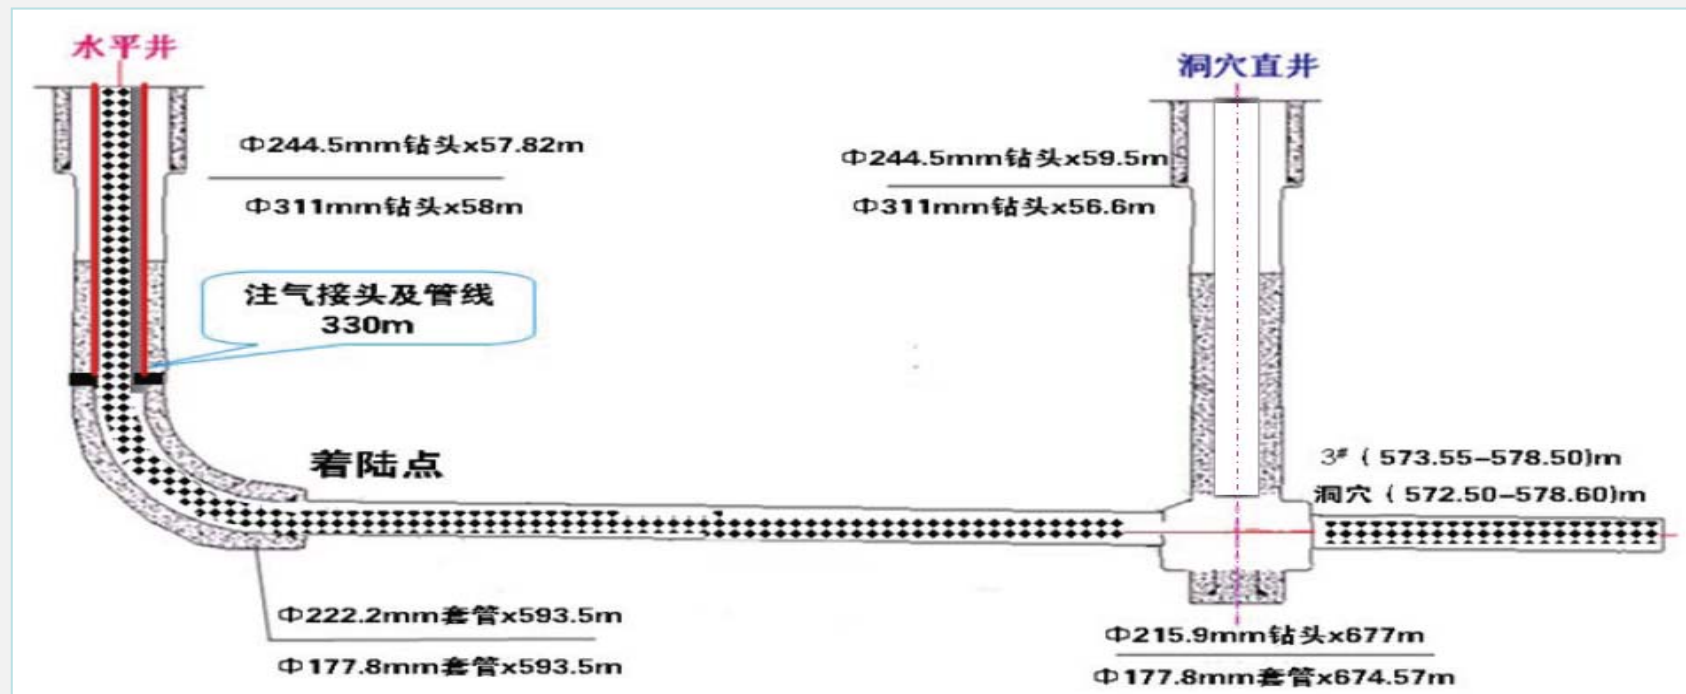 水平井
洞穴直井
Φ244.5mm钻头x57.82m
Φ311mm钻头x58m
Φ244.5mm钻头x59.5m
Φ311mm钻头x56.6m
注气接头及管线
330m
着陆点
3# ( 573.55-578.50)m
洞穴 ( 572.50-578.60)m
Φ222.2mm套管x593.5m
Φ177.8mm套管x593.5m
Φ215.9mm钻头x677m
Φ177.8mm套管x674.57m